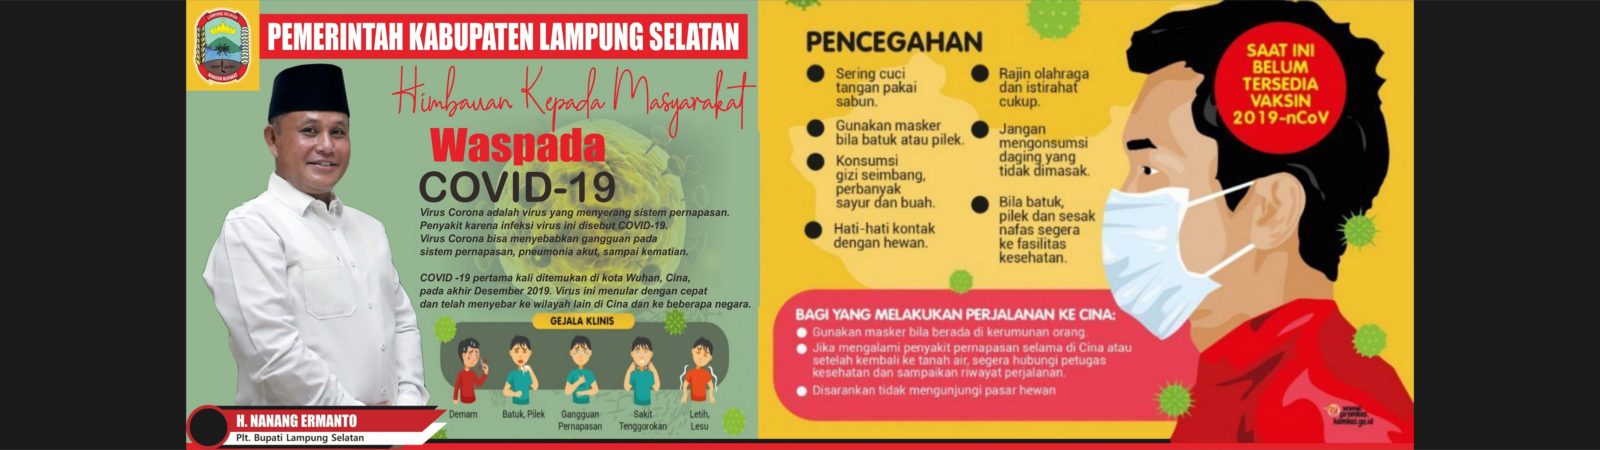 LAMPUNG SELATAN
PEMERINTAH KABUPATEN LAMPUNG SELATAN
Himbauan Kepada Masyarakat
Waspada
COVID-19
Virus Corona adalah virus yang menyerang sistem pernapasan.
Penyakit karena infeksi virus ini disebut COVID-19.
Virus Corona bisa menyebabkan gangguan pada
sistem pernapasan, pneumonia akut, sampai kematian.
COVID -19 pertama kali ditemukan di kota Wuhan, Cina,
pada akhir Desember 2019. Virus ini menular dengan cepat
dan telah menyebar ke wilayah lain di Cina dan ke beberapa negara.
GEJALA KLINIS
Demam
Batuk, Pilek
Gangguan
Pernapasan
Sakit
Tenggorokan
Letih,
Lesu
H. NANANG ERMANTO
Plt. Bupati Lampung Selatan
PENCEGAHAN
Sering cuci
tangan pakai
sabun.
Gunakan masker
bila batuk atau pilek.
Konsumsi
gizi seimbang,
perbanyak
sayur dan buah.
Hati-hati kontak
dengan hewan.
Rajin olahraga
dan istirahat
cukup.
Jangan
mengonsumsi
daging yang
tidak dimasak.
Bila batuk,
pilek dan sesak
nafas segera
ke fasilitas
kesehatan.
SAAT INI
BELUM
TERSEDIA
VAKSIN
2019-nCoV
BAGI YANG MELAKUKAN PERJALANAN KE CINA:
Gunakan masker bila berada di kerumunan orang.
Jika mengalami penyakit pernapasan selama di Cina atau
setelah kembali ke tanah air, segera hubungi petugas
kesehatan dan sampaikan riwayat perjalanan.
Disarankan tidak mengunjungi pasar hewan